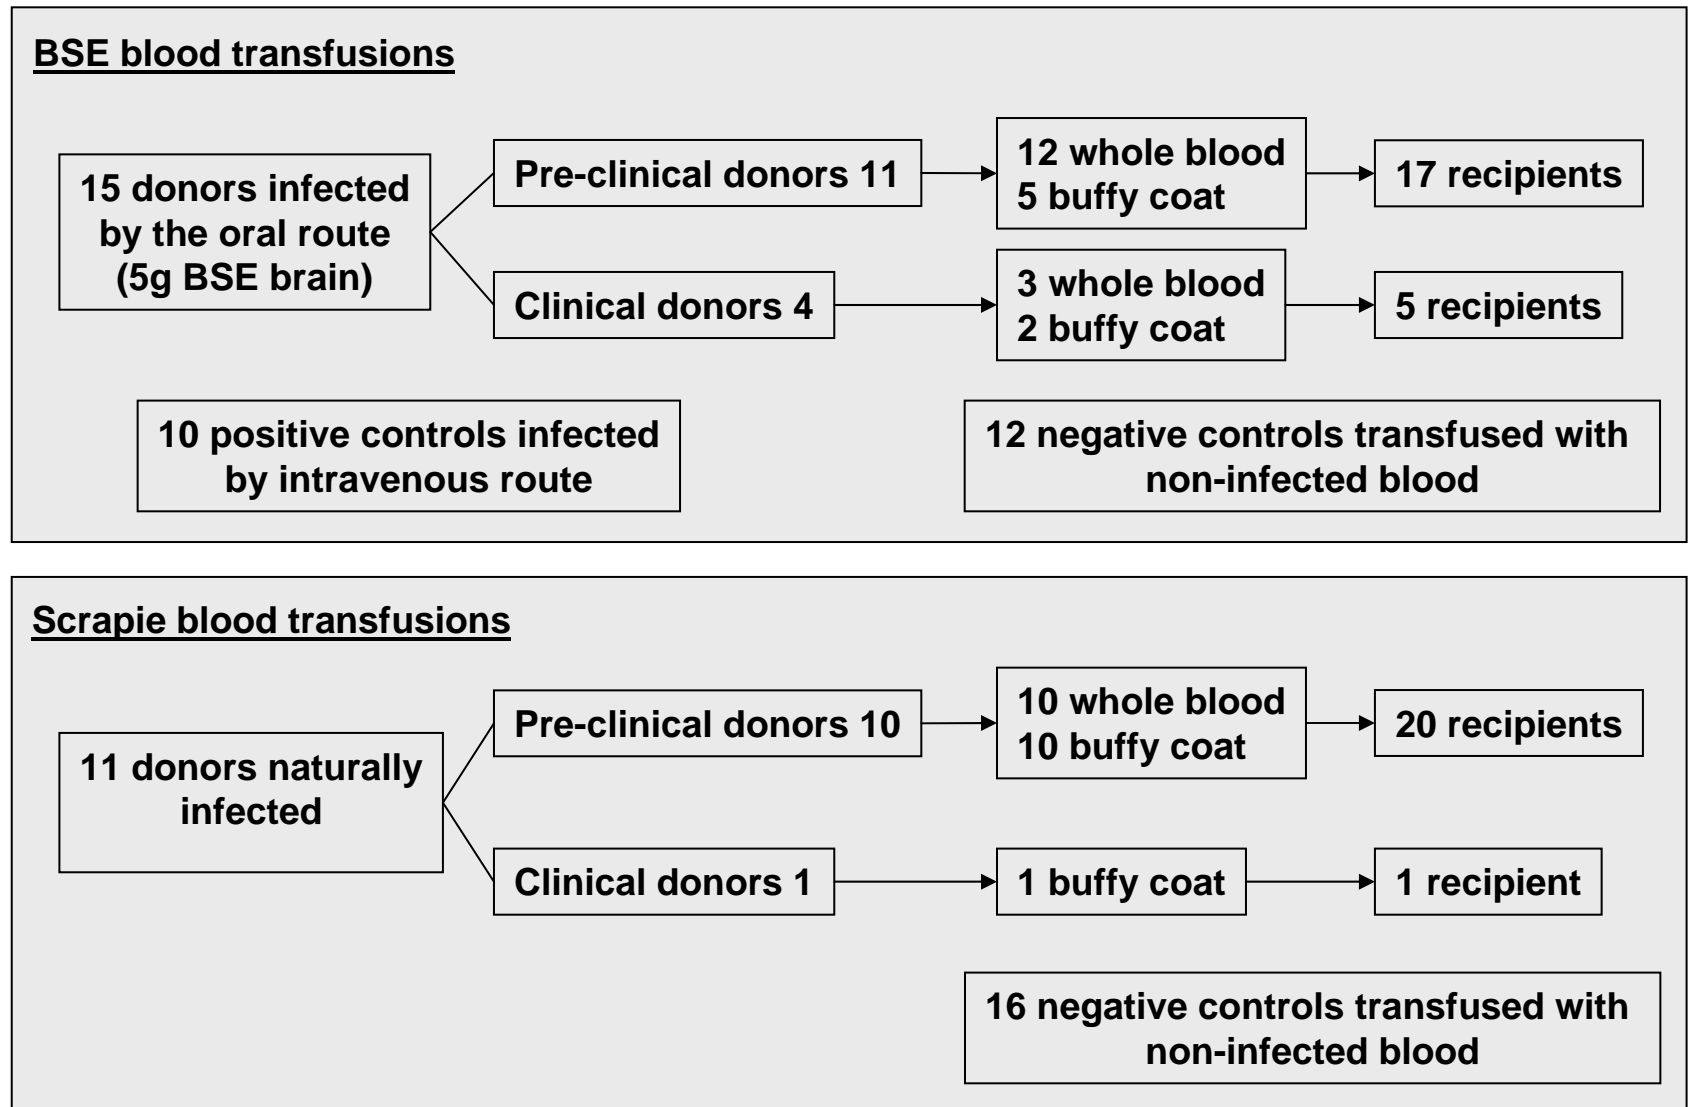 BSE blood transfusions
15 donors infected
by the oral route
(5g BSE brain)
Pre-clinical donors 11
12 whole blood
5 buffy coat
17 recipients
Clinical donors 4
3 whole blood
2 buffy coat
5 recipients
10 positive controls infected
by intravenous route
12 negative controls transfused with
non-infected blood
Scrapie blood transfusions
11 donors naturally
infected
Pre-clinical donors 10
10 whole blood
10 buffy coat
20 recipients
Clinical donors 1
1 buffy coat
1 recipient
16 negative controls transfused with
non-infected blood